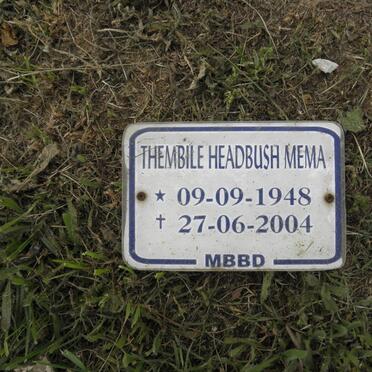 THEMBILE HEADBUSH MEMA
★ 09-09-1948
✝ 27-06-2004
MBBD